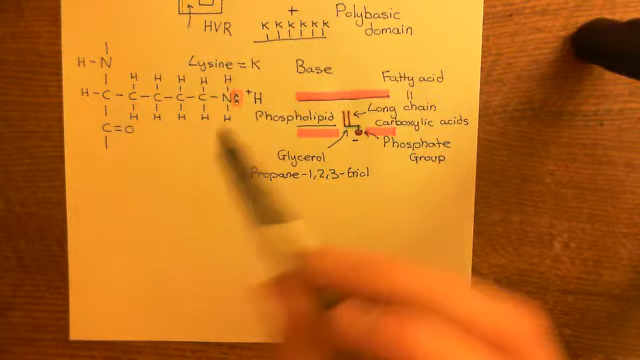 + Polybasic
HVR KKKKKK domain
Lysine = K Base
Fatty acid
=
Long chain
carboxylic acids
Phospholipid
-
Glycerol
Phosphate
Group
Propane-1,2,3-triol
H-N
H H H H H
H-C-C-C-C-C-N: +H
H H H H H
C=O